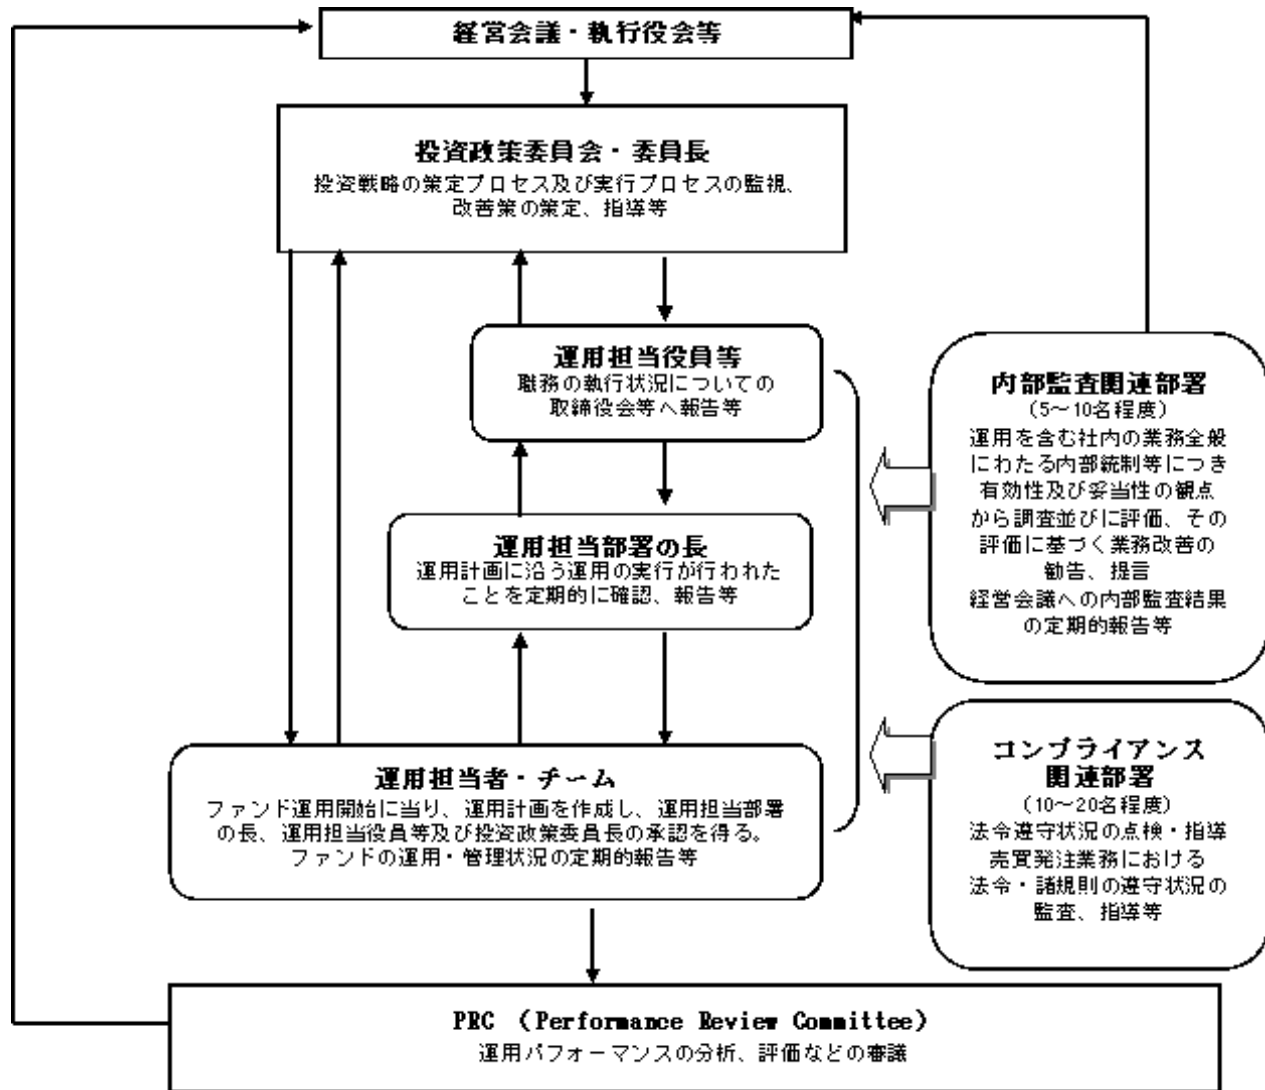 経営会議・執行役会等
投資政策委員会・委員長
投資戦略の策定プロセス及び実行プロセスの監視、
改善策の策定、指導等
運用担当役員等
職務の執行状況についての
取締役会等へ報告等
運用担当部署の長
運用計画に沿う運用の実行が行われた
ことを定期的に確認、報告等
運用担当者・チーム
ファンド運用開始に当り、運用計画を作成し、運用担当部署
の長、運用担当役員等及び投資政策委員長の承認を得る。
ファンドの運用・管理状況の定期的報告等
内部監査関連部署
（5～10名程度）
運用を含む社内の業務全般
にわたる内部統制等につき
有効性及び妥当性の観点
から調査並びに評価、その
評価に基づく業務改善の
勧告、提言
経営会議への内部監査結果
の定期的報告等
コンプライアンス
関連部署
（10～20名程度）
法令遵守状況の点検・指導
売買発注業務における
法令・諸規則の遵守状況の
監査、指導等
PRC （Performance Review Committee）
運用パフォーマンスの分析、評価などの審議